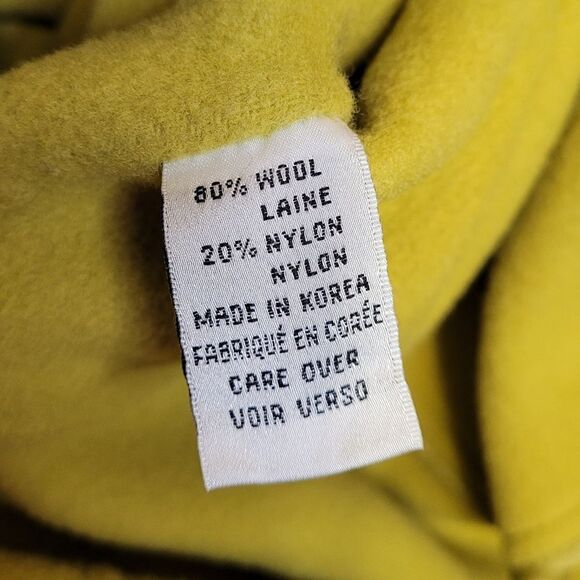 80% WOOL
LAINE
20% NYLON
NYLON
MADE IN KOREA
FABRIQUÉ EN CORÉE
CARE OVER
VOIR VERSO